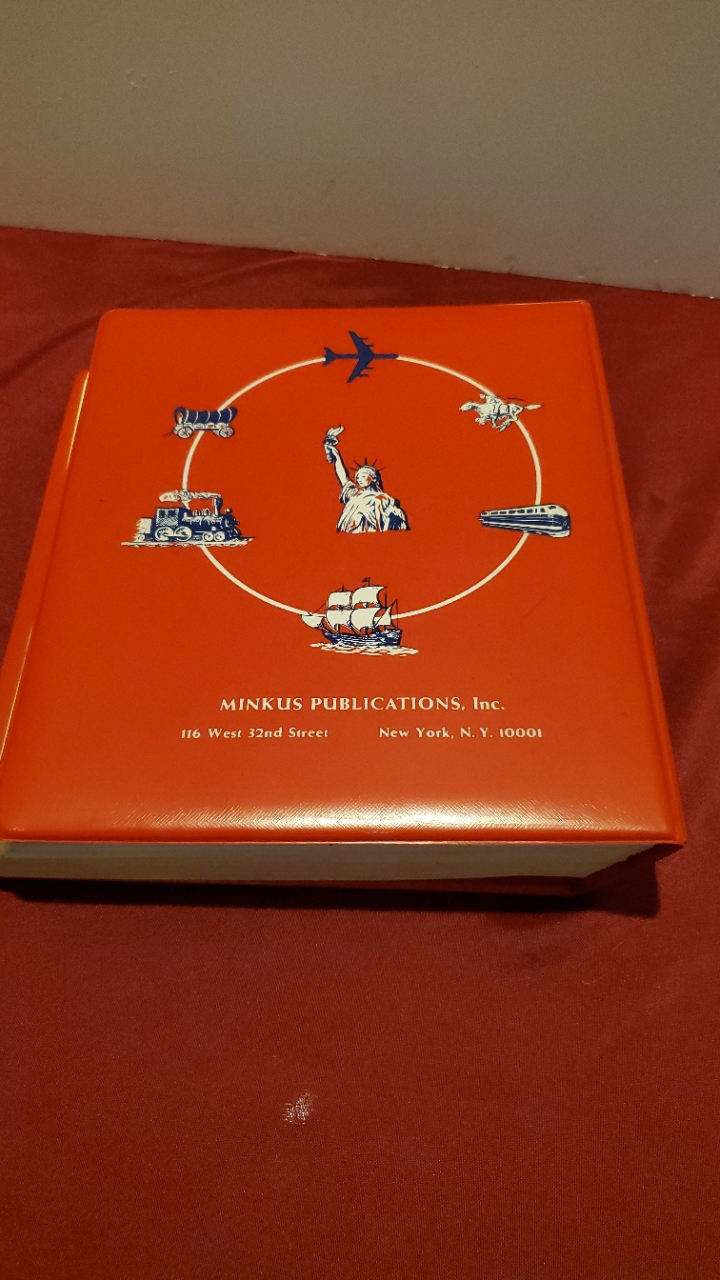 MINKUS PUBLICATIONS, Inc.
116 West 32nd Street New York, N. Y. 10001